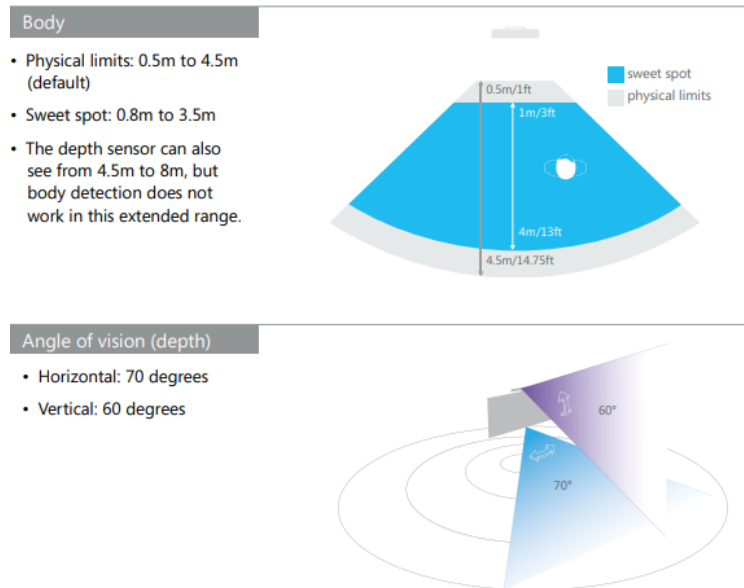 Body
• Physical limits: 0.5m to 4.5m
(default)
• Sweet spot: 0.8m to 3.5m
• The depth sensor can also
see from 4.5m to 8m, but
body detection does not
work in this extended range.
sweet spot
physical limits
0.5m/1ft
1m/3ft
4m/13ft
4.5m/14.75ft
Angle of vision (depth)
• Horizontal: 70 degrees
• Vertical: 60 degrees
60°
70°